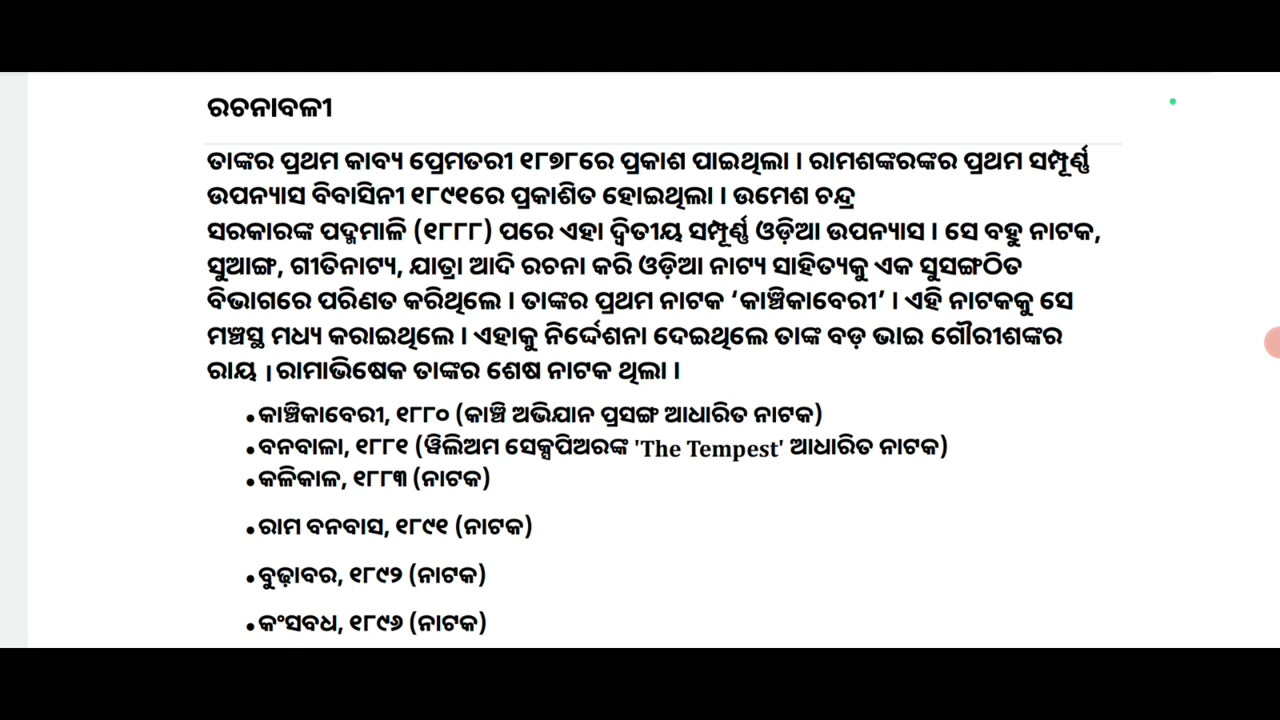 ରଚନାବଳୀ
ତାଙ୍କର ପ୍ରଥମ କାବ୍ୟ ପ୍ରେମତରୀ ୧୮୭୮ରେ ପ୍ରକାଶ ପାଇଥିଲା । ରାମଶଙ୍କରଙ୍କର ପ୍ରଥମ ସମ୍ପୂର୍ଣ୍ଣ
ଉପନ୍ୟାସ ବିବାସିନୀ ୧୮୯୧ରେ ପ୍ରକାଶିତ ହୋଇଥିଲା । ଉମେଶ ଚନ୍ଦ୍ର
ସରକାରଙ୍କ ପଦ୍ମମାଳି (୧୮୮୮) ପରେ ଏହା ଦ୍ୱିତୀୟ ସମ୍ପୂର୍ଣ୍ଣ ଓଡ଼ିଆ ଉପନ୍ୟାସ । ସେ ବହୁ ନାଟକ,
ସୁଆଙ୍ଗ, ଗୀତିନାଟ୍ୟ, ଯାତ୍ରା ଆଦି ରଚନା କରି ଓଡ଼ିଆ ନାଟ୍ୟ ସାହିତ୍ୟକୁ ଏକ ସୁସଙ୍ଗଠିତ
ବିଭାଗରେ ପରିଣତ କରିଥିଲେ । ତାଙ୍କର ପ୍ରଥମ ନାଟକ ‘କାଞ୍ଚିକାବେରୀ’ । ଏହି ନାଟକକୁ ସେ
ମଞ୍ଚସ୍ଥ ମଧ୍ୟ କରାଇଥିଲେ । ଏହାକୁ ନିର୍ଦ୍ଦେଶନା ଦେଇଥିଲେ ତାଙ୍କ ବଡ଼ ଭାଇ ଗୌରୀଶଙ୍କର
ରାୟ । ରାମାଭିଷେକ ତାଙ୍କର ଶେଷ ନାଟକ ଥିଲା ।
•କାଞ୍ଚିକାବେରୀ, ୧୮୮୦ (କାଞ୍ଚି ଅଭିଯାନ ପ୍ରସଙ୍ଗ ଆଧାରିତ ନାଟକ)
•ବନବାଳା, ୧୮୮୧ (ୱିଲିଅମ ସେକ୍ସପିଅରଙ୍କ 'The Tempest' ଆଧାରିତ ନାଟକ)
•କଳିକାଳ, ୧୮୮୩ (ନାଟକ)
•ରାମ ବନବାସ, ୧୮୯୧ (ନାଟକ)
•ବୁଢ଼ାବର, ୧୮୯୨ (ନାଟକ)
•କଂସବଧ, ୧୮୯୬ (ନାଟକ)